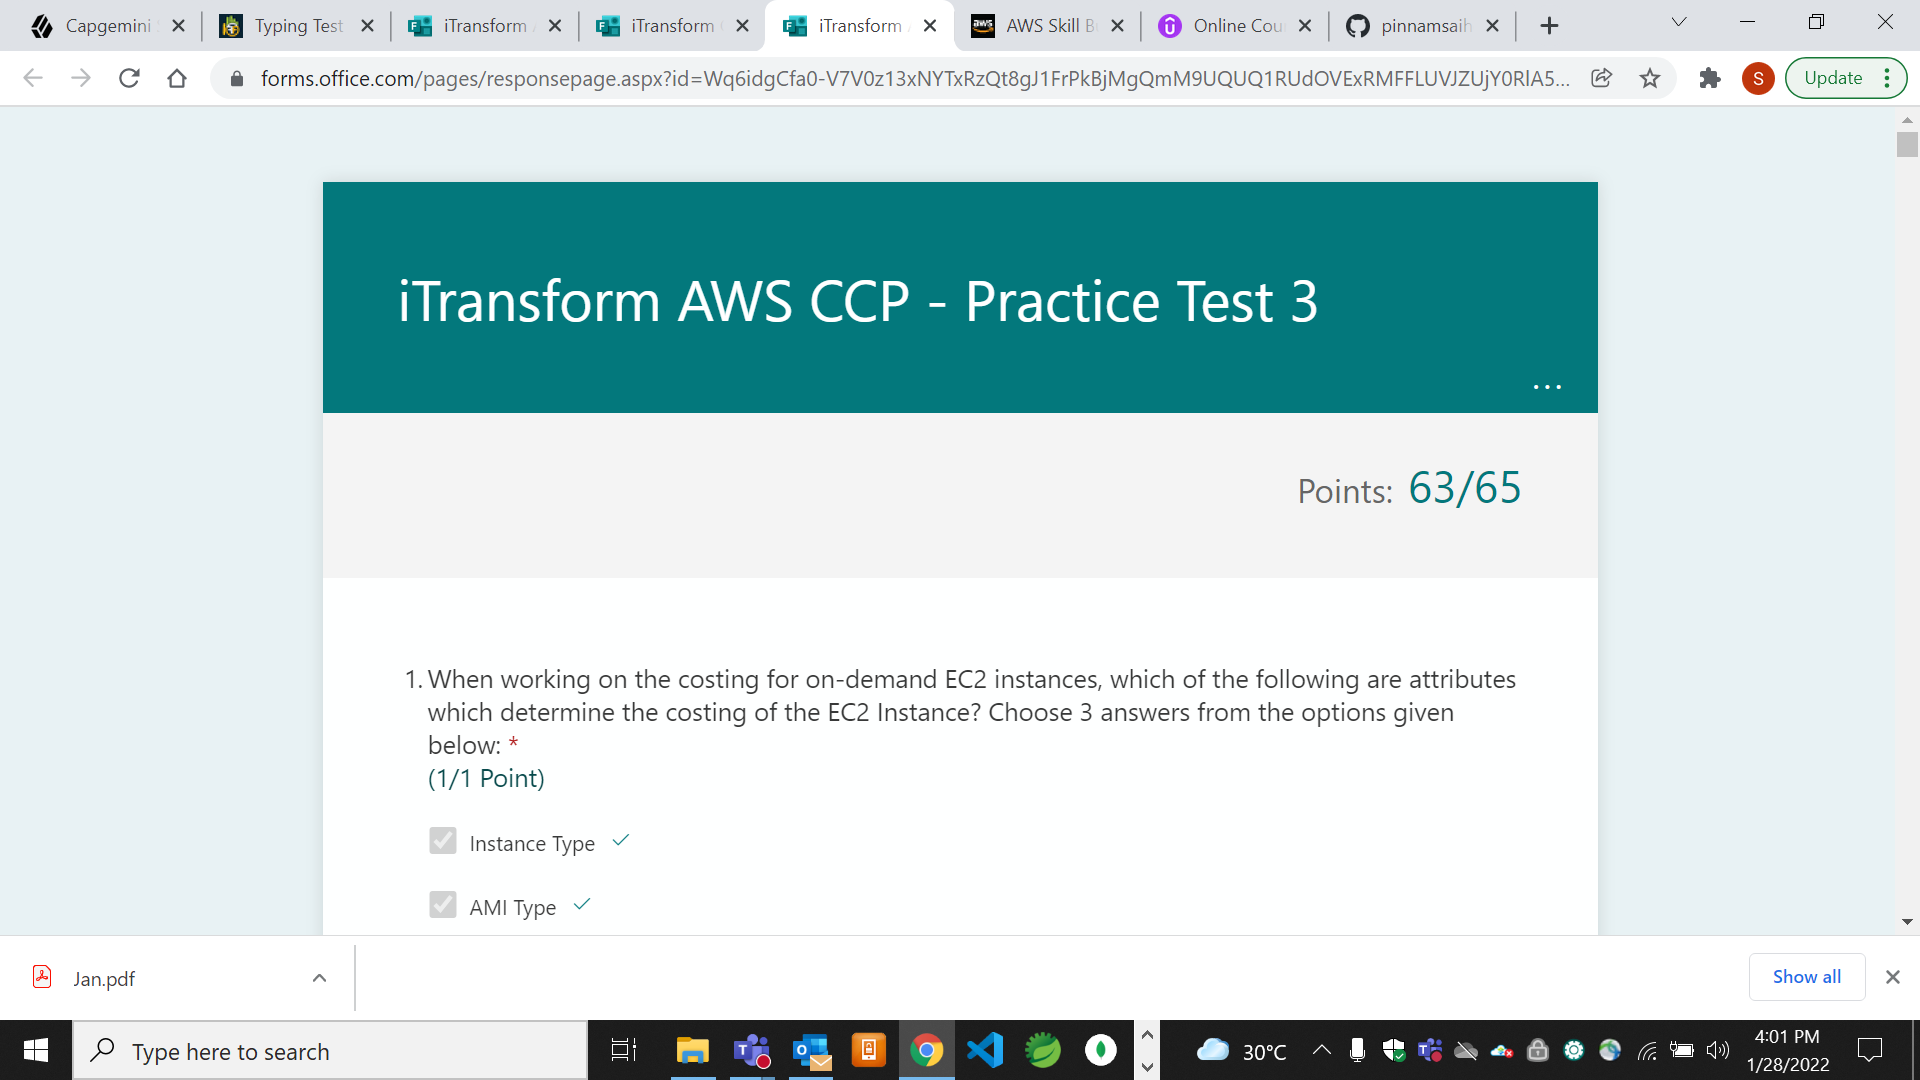 Capgemini
Typing Test
iTransform
iTransform
iTransform
AWS Skill B
Online Cou
pinnamsaih
forms.office.com/pages/responsepage.aspx?id=Wq6idgCfa0-V7V0z13xNYTxRzQt8gJ1FrPkBjMgQmM9UQUQ1RUdOVExRMFFLUVJZUjY0RlA5...
S
Update
iTransform AWS CCP - Practice Test 3
...
Points: 63/65
1. When working on the costing for on-demand EC2 instances, which of the following are attributes
which determine the costing of the EC2 Instance? Choose 3 answers from the options given
below: *
(1/1 Point)
Instance Type
AMI Type
Jan.pdf
Show all
Type here to search
30°C
4:01 PM
1/28/2022